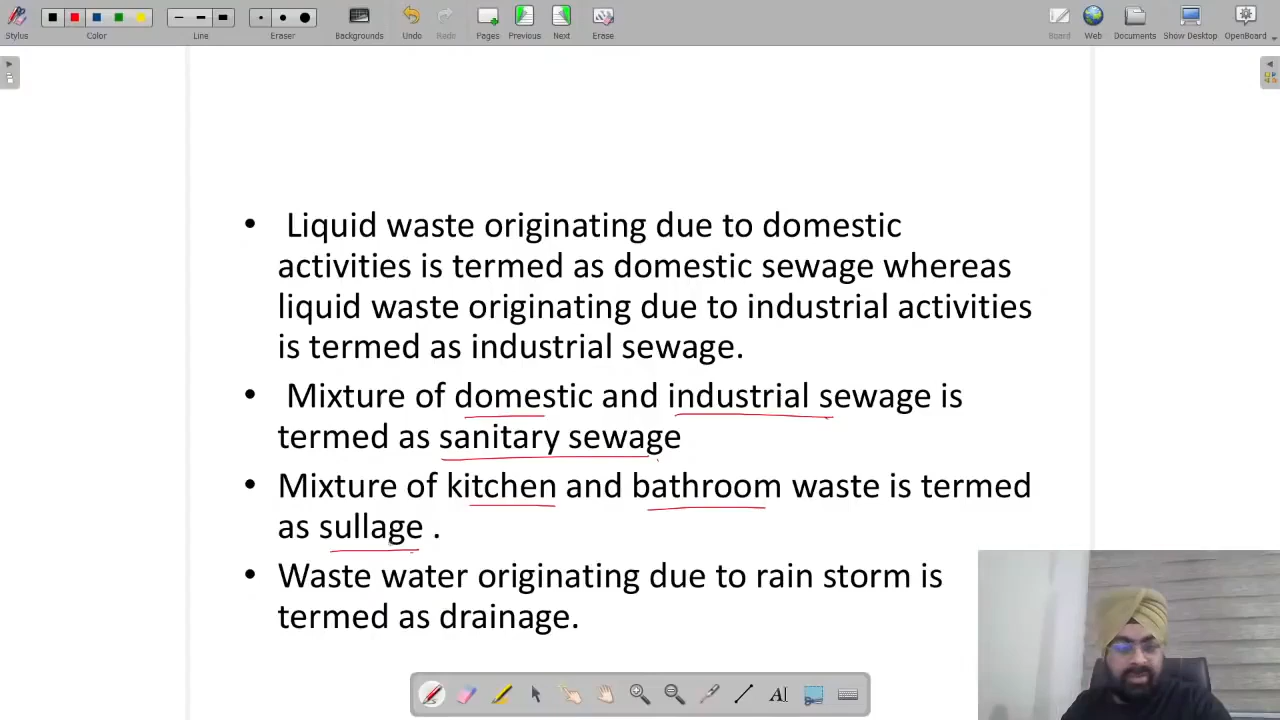 Stylus Color Line Eraser Backgrounds Undo Redo Pages Previous Next Erase Board Web Documents Show Desktop OpenBoard
• Liquid waste originating due to domestic
activities is termed as domestic sewage whereas
liquid waste originating due to industrial activities
is termed as industrial sewage.
• Mixture of domestic and industrial sewage is
termed as sanitary sewage
• Mixture of kitchen and bathroom waste is termed
as sullage .
• Waste water originating due to rain storm is
termed as drainage.